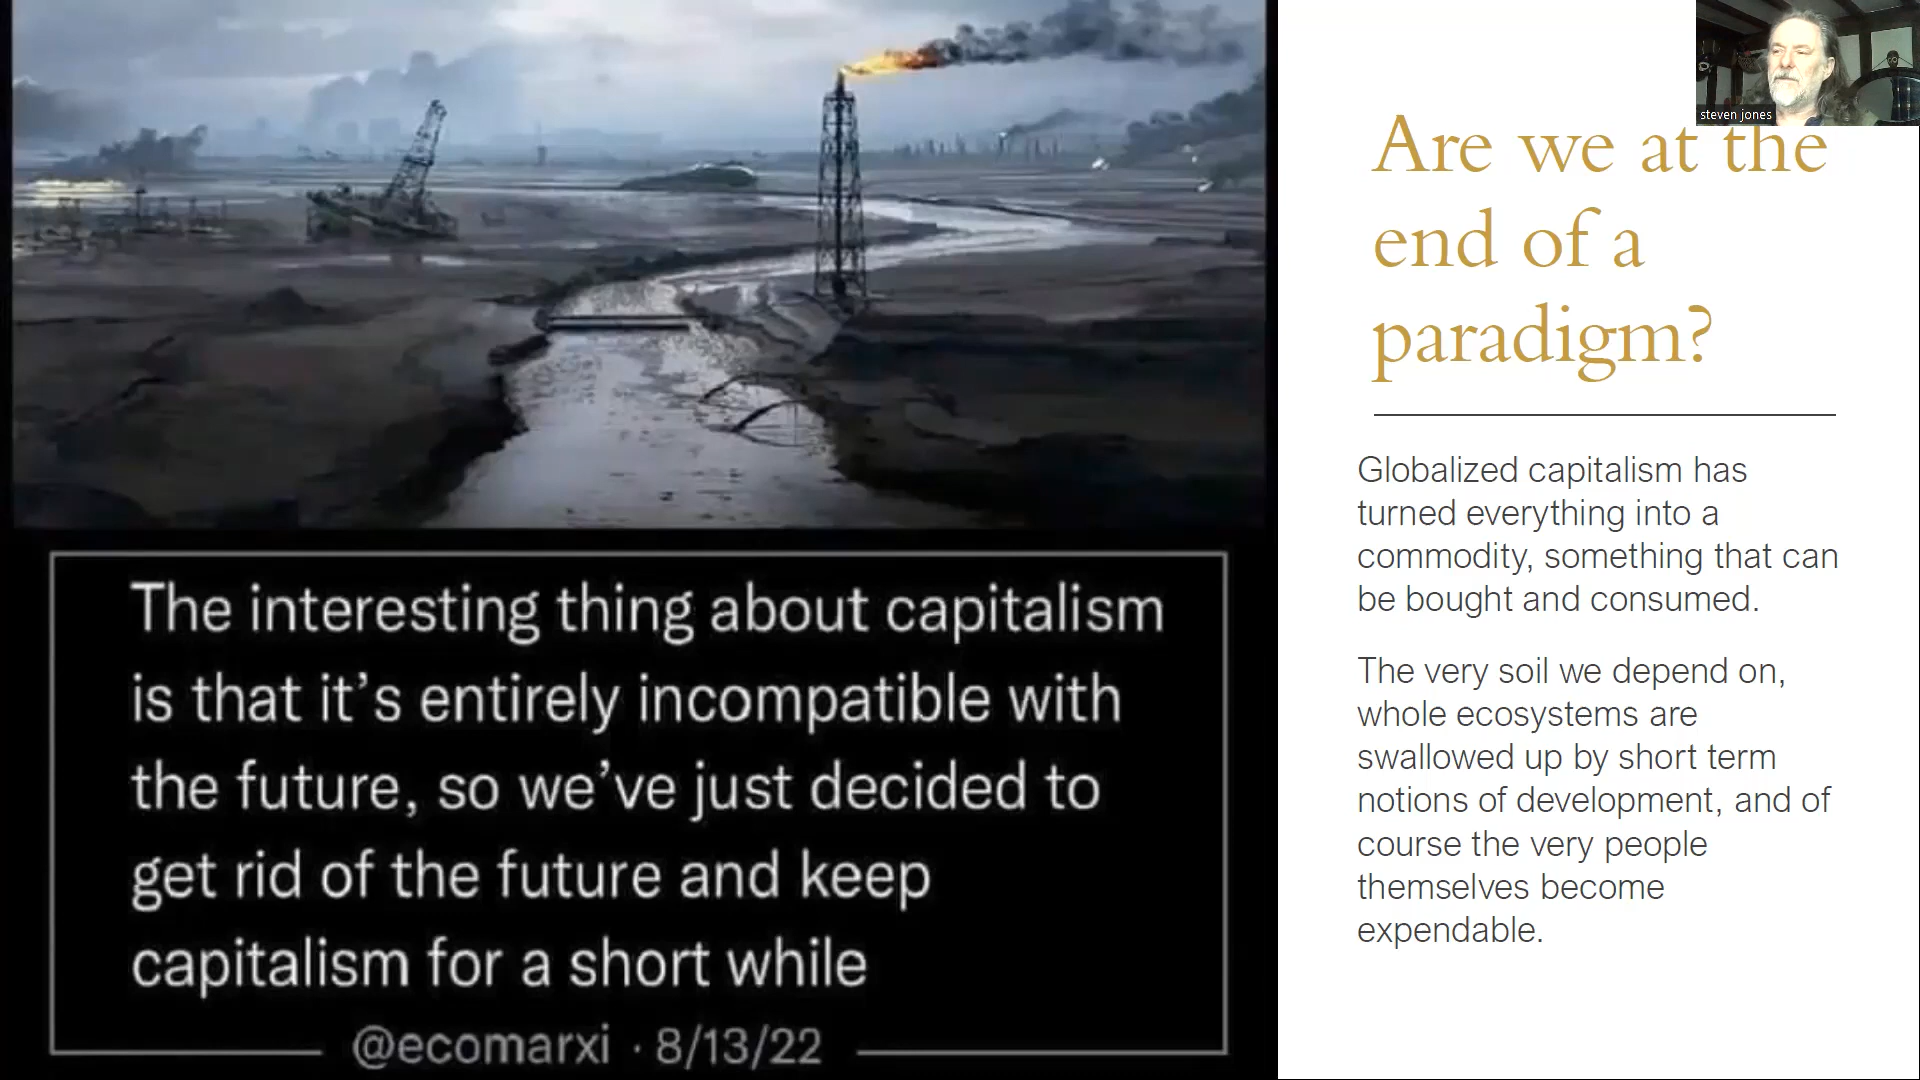 The interesting thing about capitalism
is that it's entirely incompatible with
the future, so we've just decided to
get rid of the future and keep
capitalism for a short while
@ecomarxi · 8/13/22
steven jones
Are we at the
end of a
paradigm?
Globalized capitalism has
turned everything into a
commodity, something that can
be bought and consumed.
The very soil we depend on,
whole ecosystems are
swallowed up by short term
notions of development, and of
course the very people
themselves become
expendable.